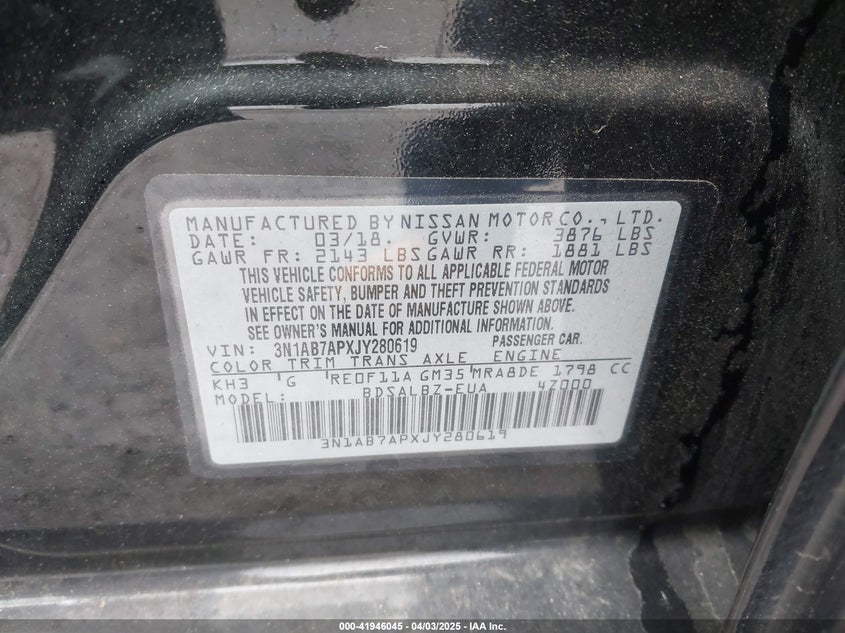 MANUFACTURED BY NISSAN MOTOR CO., LTD.
DATE: 03/18. GVWR: 3876 LBS
GAWR FR: 2143 LBS GAWR RR: 1881 LBS
THIS VEHICLE CONFORMS TO ALL APPLICABLE FEDERAL MOTOR
VEHICLE SAFETY, BUMPER AND THEFT PREVENTION STANDARDS
IN EFFECT ON THE DATE OF MANUFACTURE SHOWN ABOVE.
SEE OWNER'S MANUAL FOR ADDITIONAL INFORMATION.
VIN: 3N1AB7APXJY280619 PASSENGER CAR.
COLOR TRIM TRANS AXLE ENGINE
KH3 'G 'RE0F11A GM35'MRA8DE 1798 CC
MODEL: BDSALBZ-EUA 4Z000
3N1AB7APXJY280619
000-41946045 - 04/03/2025 - IAA Inc.